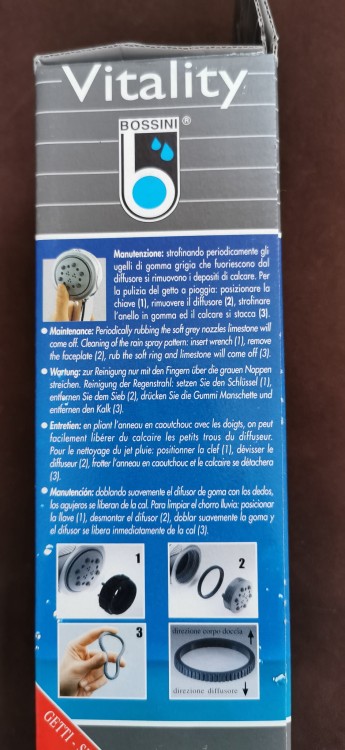 Vitality
BOSSINI ®
b
Manutenzione: strofinando periodicamente gli
ugelli di gomma grigia che fuoriescono dal
diffusore si rimuovono i depositi di calcare. Per
la pulizia del getto a pioggia: posizionare la
chiave (1), rimuovere il diffusore (2), strofinare
l'anello in gomma ed il calcare si stacca (3).
● Maintenance: Periodically rubbing the soft grey nozzles limestone will
come off. Cleaning of the rain spray pattern: insert wrench (1), remove
the faceplate (2), rub the soft ring and limestone will come off (3).
● Wartung: zur Reinigung nur mit den Fingern über die grauen Noppen
streichen. Reinigung der Regenstrahl: setzen Sie den Schlüssel (1),
entfernen Sie dem Sieb (2), drücken Sie die Gummi Manschette und
entfernen den Kalk (3).
● Entretien: en pliant l'anneau en caoutchouc avec les doigts, on peut
facilement libérer du calcaire les petits trous du diffuseur.
Pour le nettoyage du jet pluie: positionner la clef (1), dévisser le
diffuseur (2), frotter l'anneau en caoutchouc et le calcaire se détachera
(3).
● Manutención: doblando suavemente el difusor de goma con los dedos,
los agujeros se liberan de la cal. Para limpiar el chorro lluvia: posicionar
la llave (1), desmontar el difusor (2), doblar suavemente la goma y
el difusor se libera inmediatamente de la cal (3).
1
2
3
direzione corpo doccia
direzione diffusore
GETTI